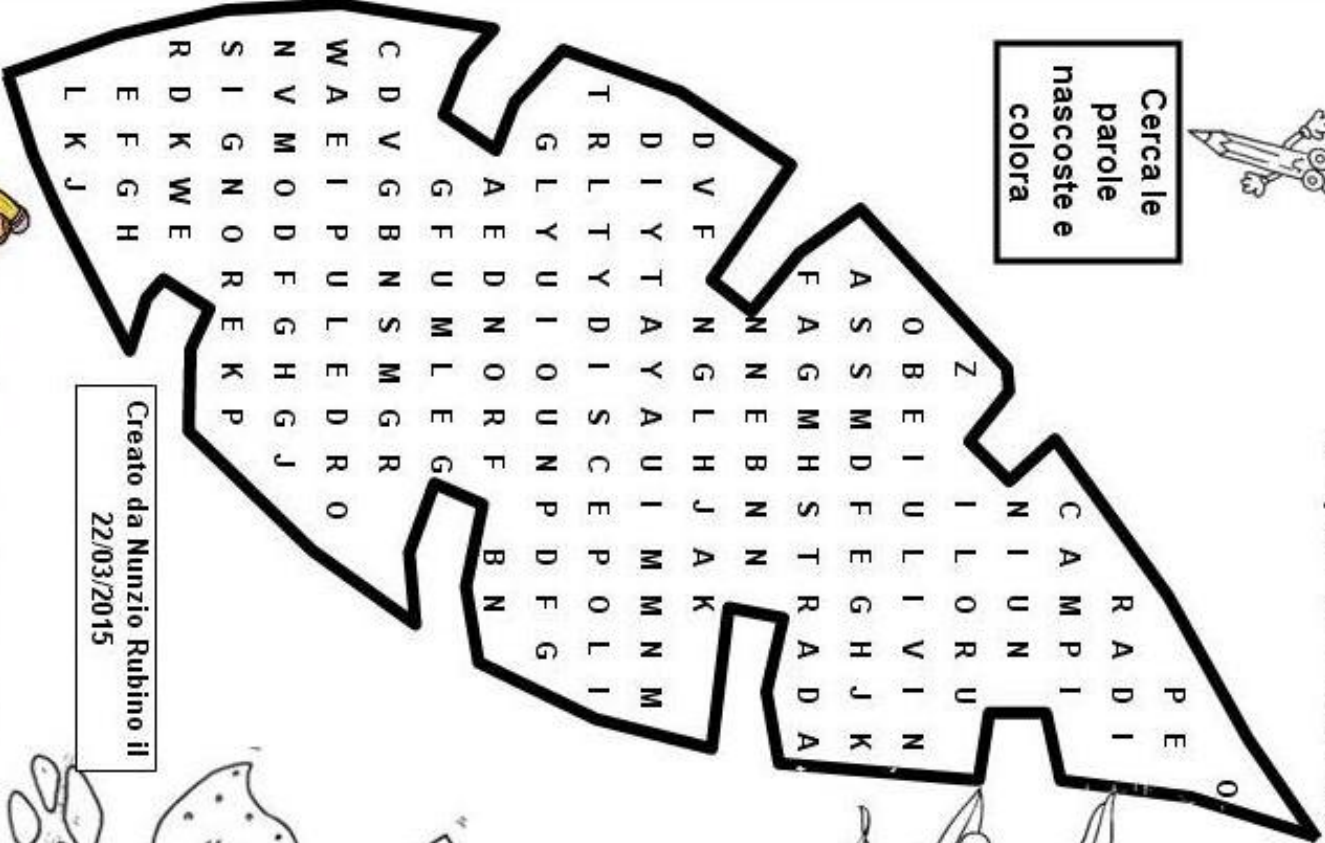 Cerca le
parole
nascoste e
colora
O
P E
R A D I
C A M P I
N I U N
Z I L O R U
O B E I U L I V I N
A S S M D F E G H J K
F A G M H S T R A D A
N N E B N N
D V F N G L H J A K
D I Y T A Y A U I M M N M
T R L T Y D I S C E P O L I
G L Y U I O U N P D F G
A E D N O R F B N
G F U M L E G
C D V G B N S M G R
W A E I P U L E D R O
N V M O D F G H G J
S I G N O R E K P
R D K W E
E F G H
L K J
Creato da Nunzio Rubino il
22/03/2015